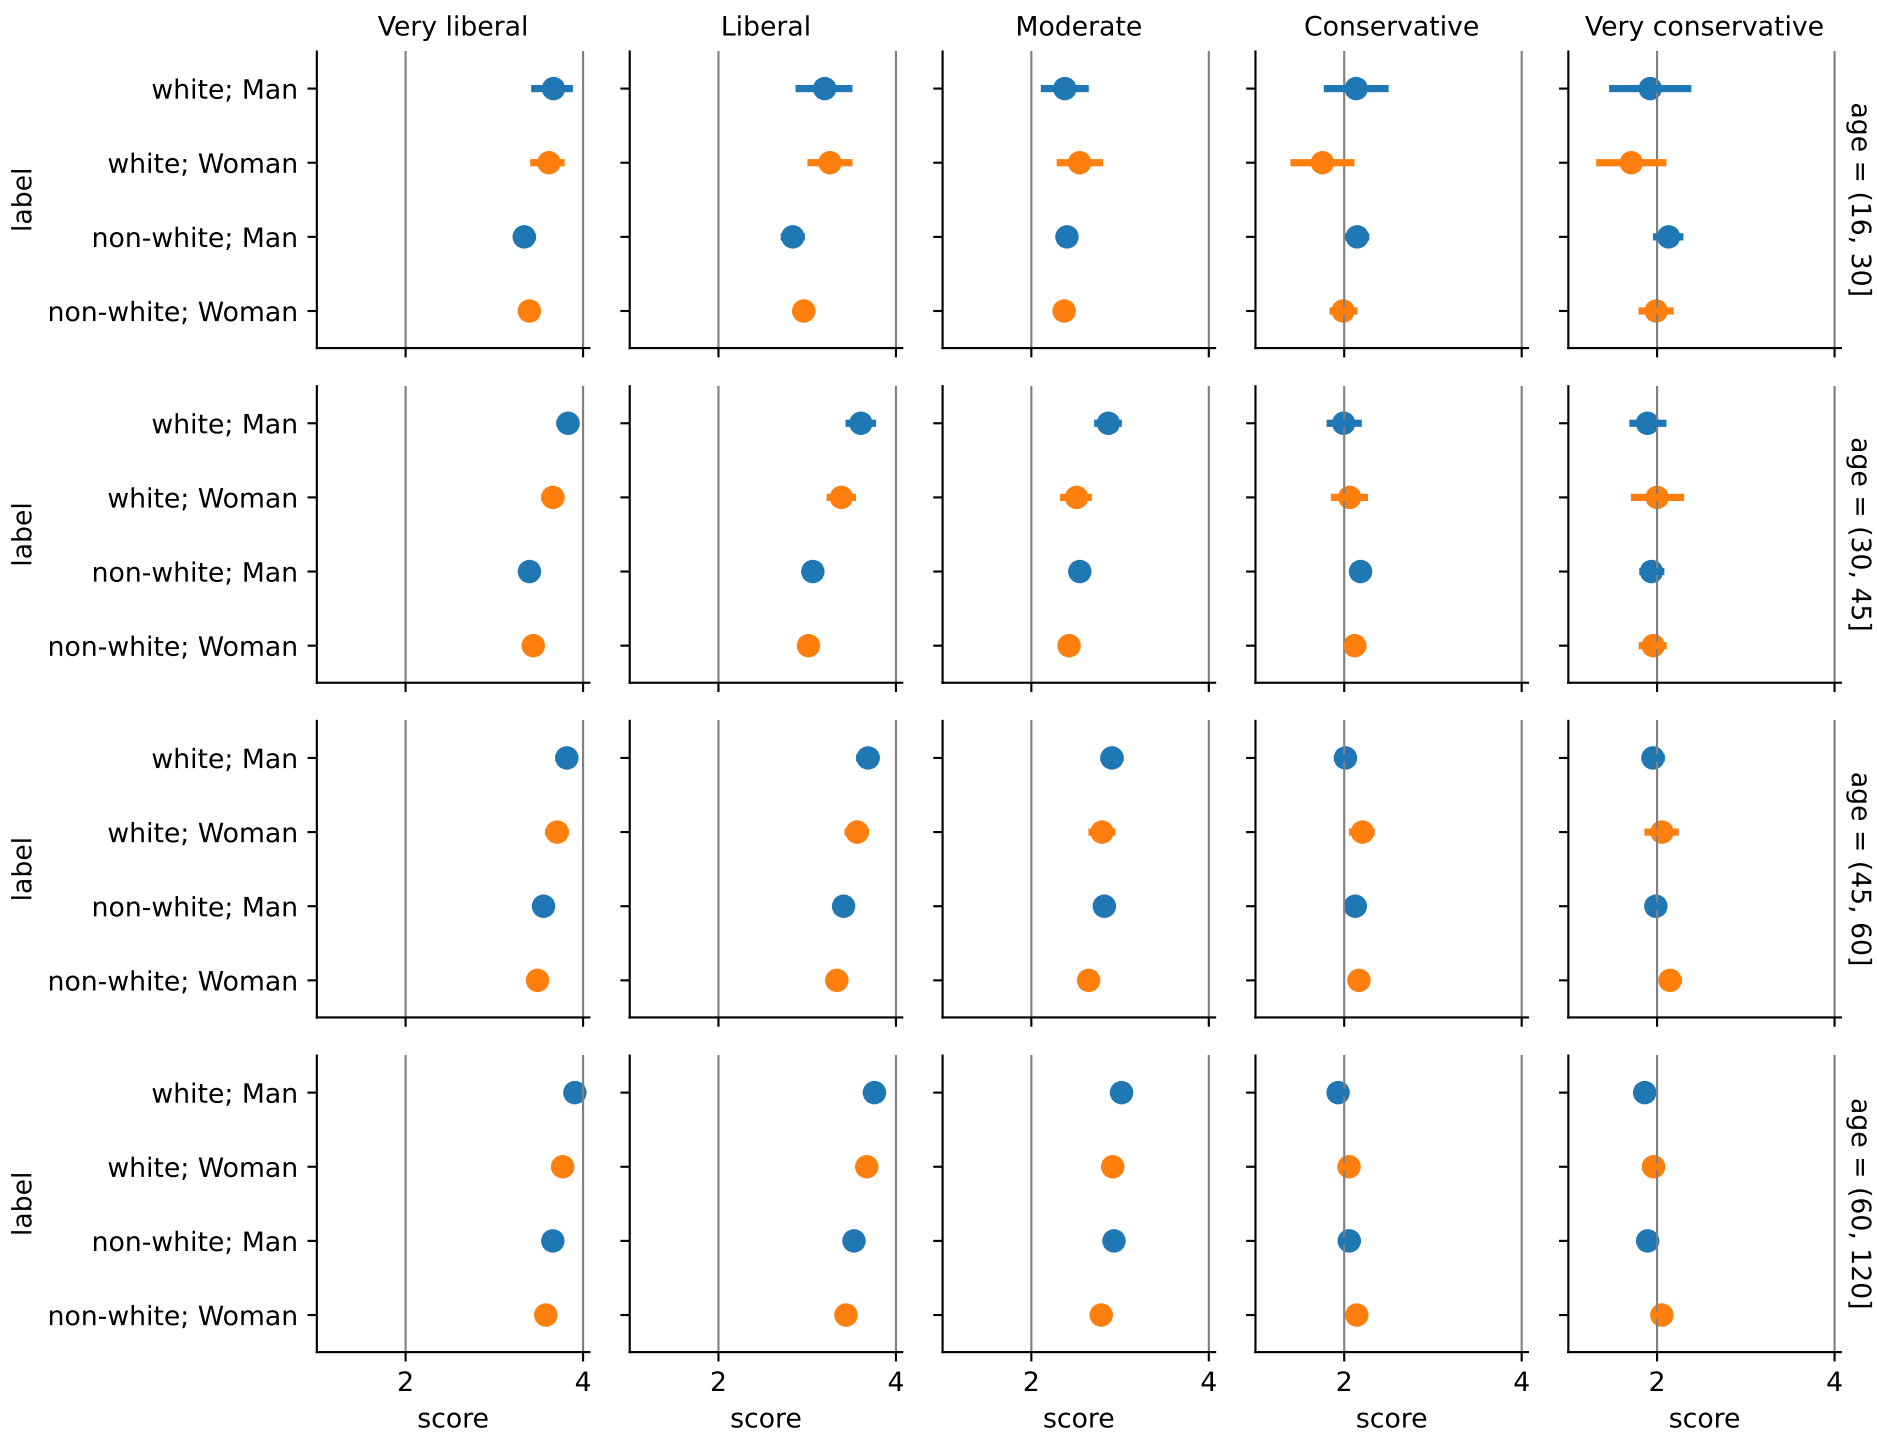 Very liberal Liberal Moderate Conservative Very conservative
white; Man
white; Woman
non-white; Man
non-white; Woman
label
age = (16, 30]
white; Man
white; Woman
non-white; Man
non-white; Woman
label
age = (30, 45]
white; Man
white; Woman
non-white; Man
non-white; Woman
label
age = (45, 60]
white; Man
white; Woman
non-white; Man
non-white; Woman
label
age = (60, 120]
2 4 2 4 2 4 2 4 2 4
score score score score score